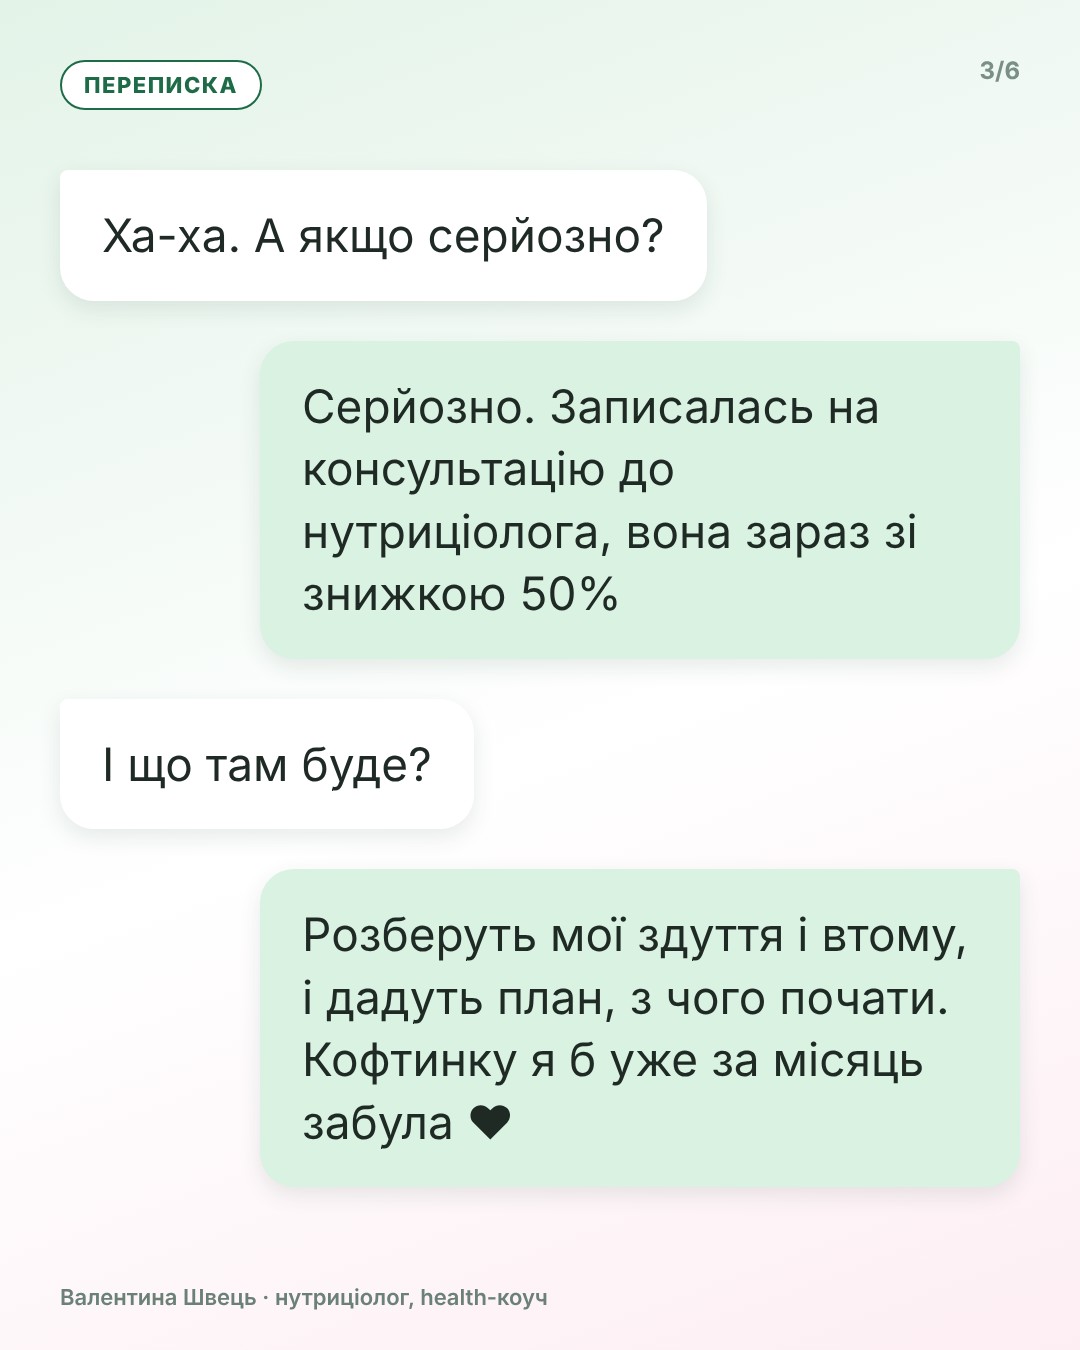 ПЕРЕПИСКА
3/6
Ха-ха. А якщо серйозно?
Серйозно. Записалась на
консультацію до
нутриціолога, вона зараз зі
знижкою 50%
І що там буде?
Розберуть мої здуття і втому,
і дадуть план, з чого почати.
Кофтинку я б уже за місяць
забула ♥
Валентина Швець · нутриціолог, health-коуч